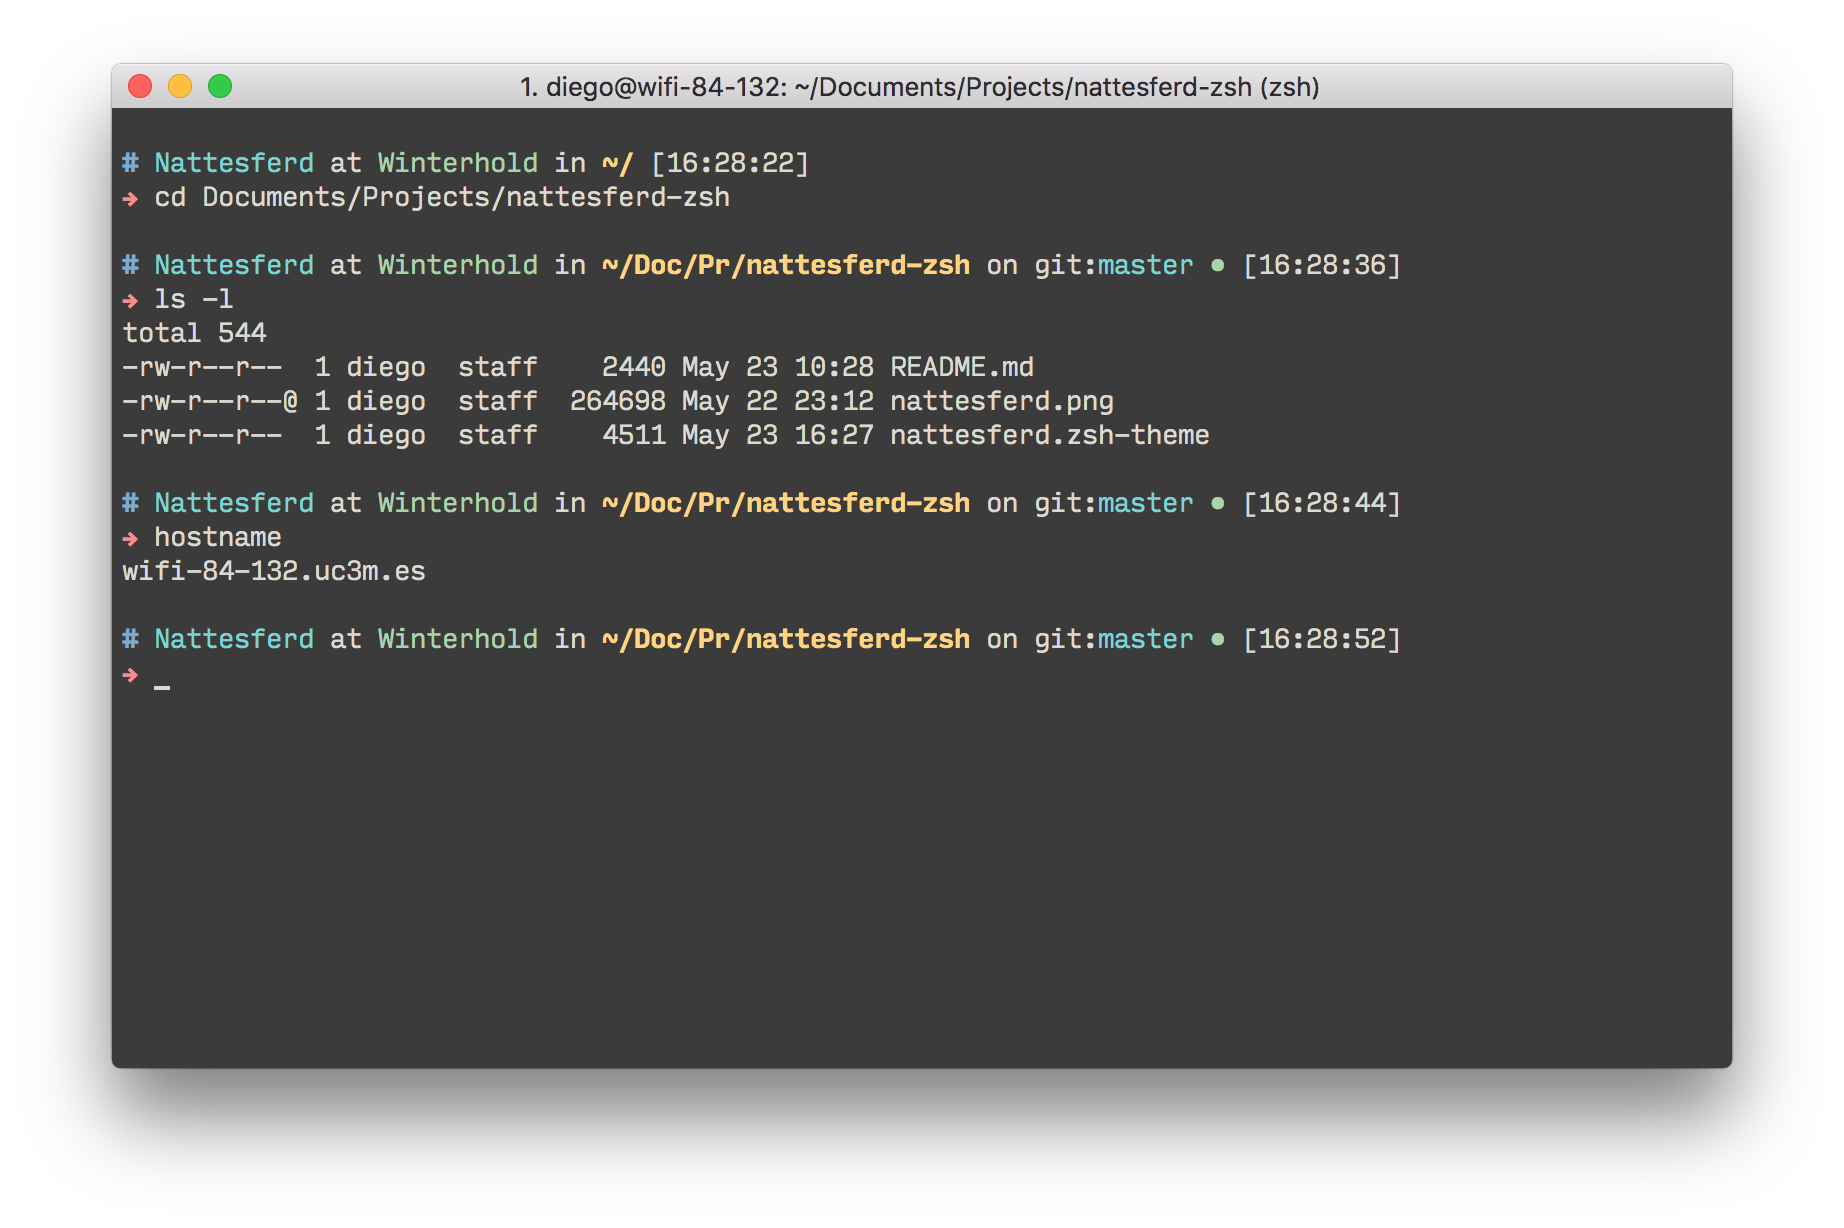 1. diego@wifi-84-132: ~/Documents/Projects/nattesferd-zsh (zsh)
# Nattesferd at Winterhold in ~/ [16:28:22]
➜ cd Documents/Projects/nattesferd-zsh
# Nattesferd at Winterhold in ~/Doc/Pr/nattesferd-zsh on git:master ● [16:28:36]
➜ ls -l
total 544
-rw-r--r--  1 diego  staff    2440 May 23 10:28 README.md
-rw-r--r--@ 1 diego  staff  264698 May 22 23:12 nattesferd.png
-rw-r--r--  1 diego  staff    4511 May 23 16:27 nattesferd.zsh-theme
# Nattesferd at Winterhold in ~/Doc/Pr/nattesferd-zsh on git:master ● [16:28:44]
➜ hostname
wifi-84-132.uc3m.es
# Nattesferd at Winterhold in ~/Doc/Pr/nattesferd-zsh on git:master ● [16:28:52]
➜ _